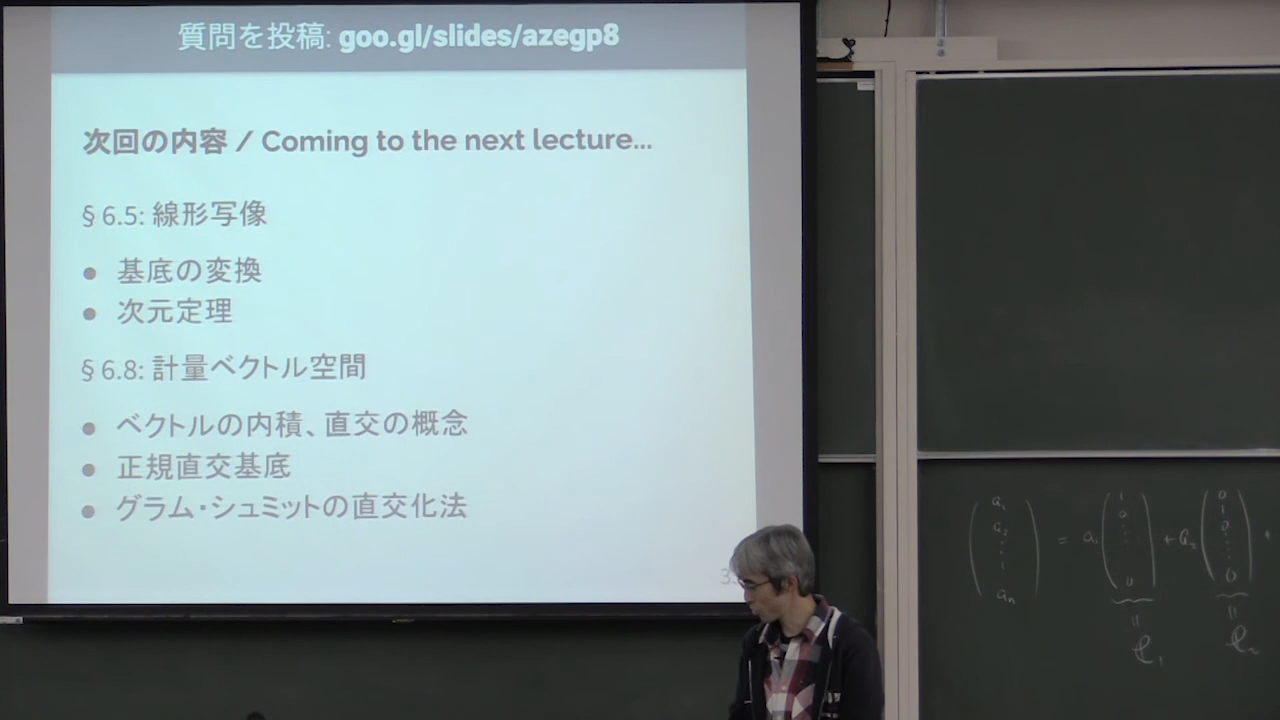 質問を投稿: goo.gl/slides/azegp8
次回の内容 / Coming to the next lecture...
§ 6.5: 線形写像
● 基底の変換
● 次元定理
§ 6.8: 計量ベクトル空間
● ベクトルの内積、直交の概念
● 正規直交基底
● グラム・シュミットの直交化法